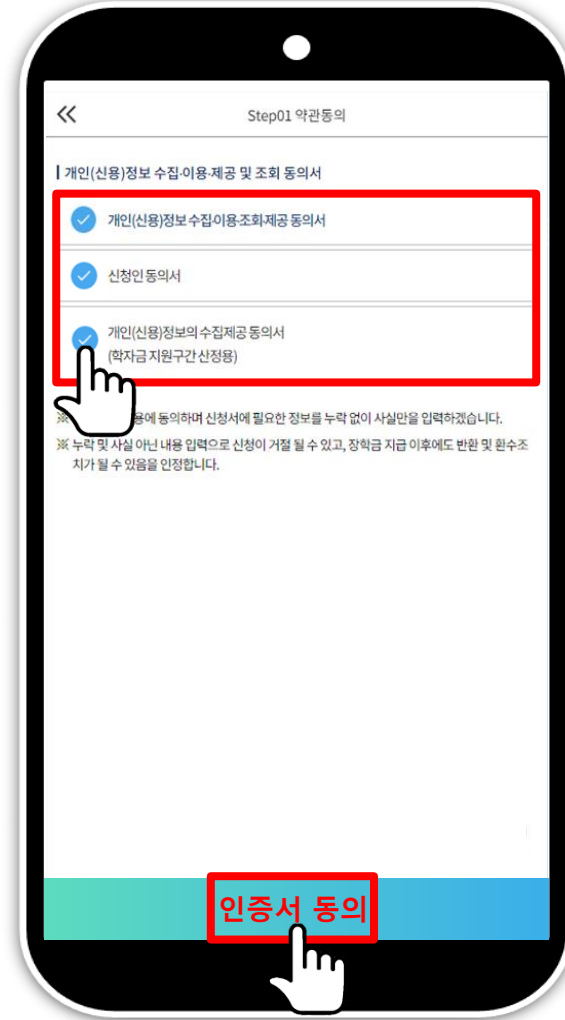 Step01 약관동의
개인(신용)정보 수집·이용·제공 및 조회 동의서
개인(신용)정보 수집·이용·조회·제공 동의서
신청인 동의서
개인(신용)정보의 수집제공 동의서
(학자금 지원구간 산정용)
※ 용에 동의하며 신청서에 필요한 정보를 누락 없이 사실만을 입력하겠습니다.
※ 누락 및 사실 아닌 내용 입력으로 신청이 거절 될 수 있고, 장학금 지급 이후에도 반환 및 환수조
치가 될 수 있음을 인정합니다.
인증서 동의